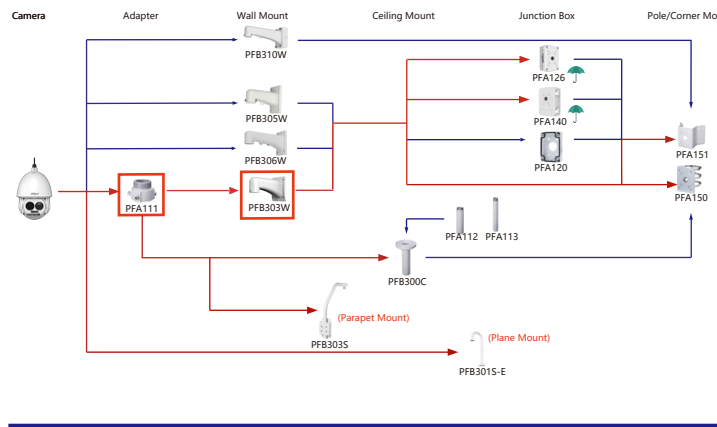 Camera Adapter Wall Mount Ceiling Mount Junction Box Pole/Corner Mo
PFB310W
PFA126
PFB305W
PFA140
PFB306W
PFA120
PFA151
PFA111
PFB303W
PFA150
PFA112 PFA113
PFB300C
(Parapet Mount)
PFB303S
(Plane Mount)
PFB301S-E